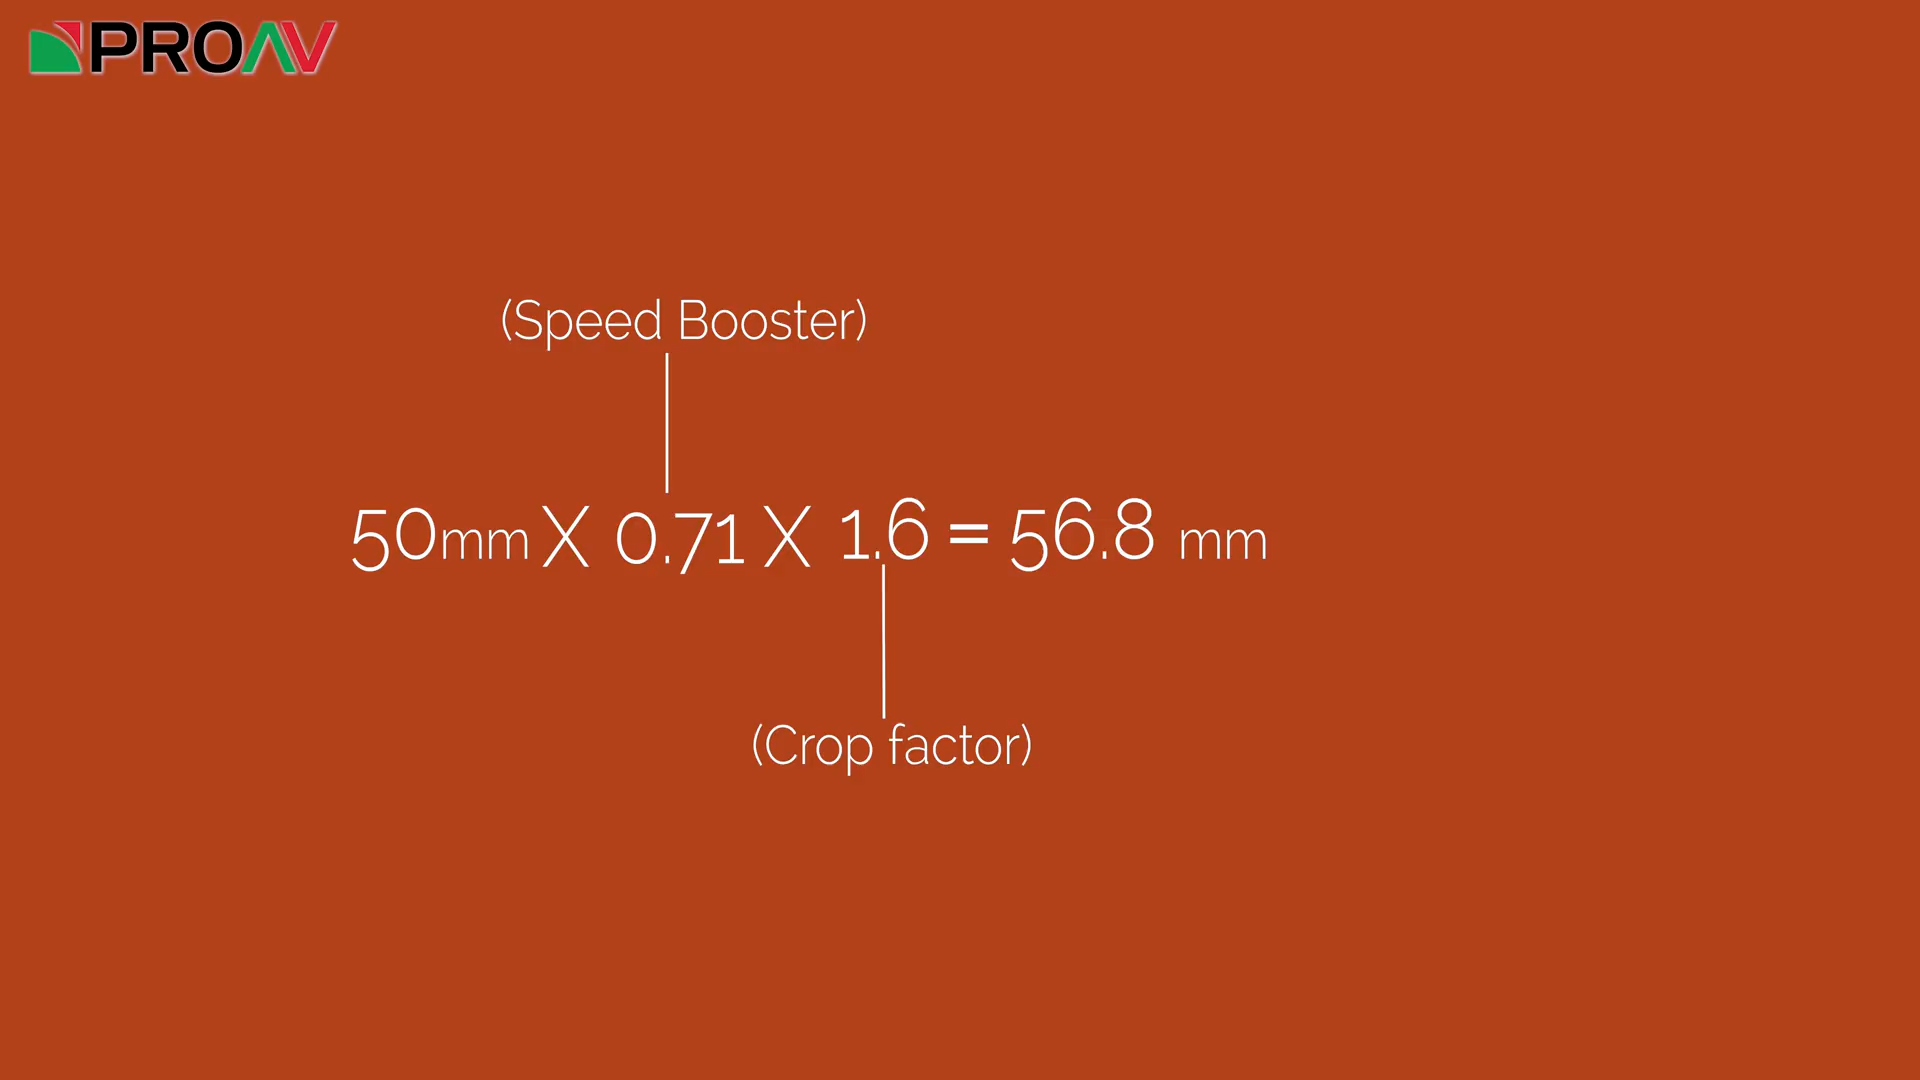 PROAV
(Speed Booster)
50mm X 0.71 X 1.6 = 56.8 mm
(Crop factor)